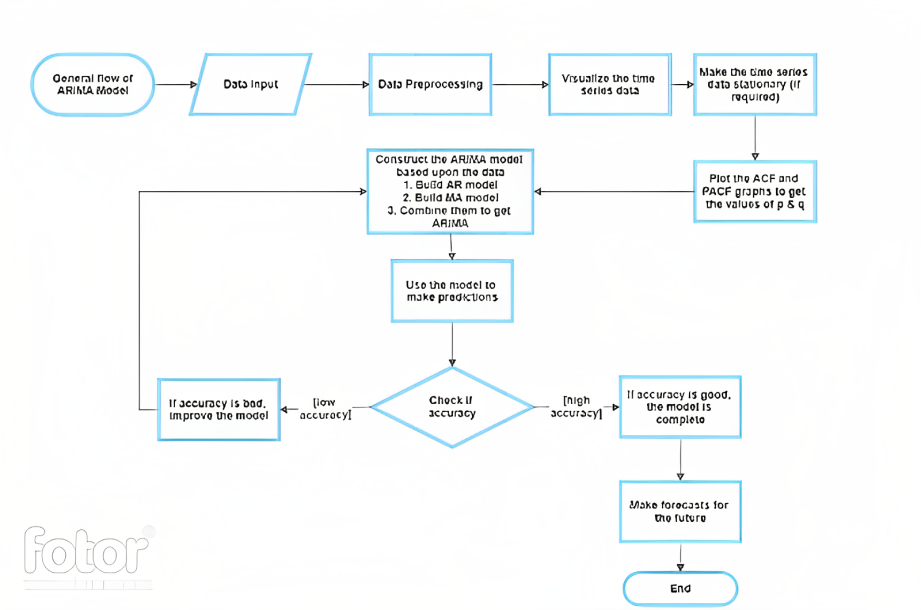 General flow of
ARIMA Model
Data Input
Data Preprocessing
Visualize the time
series data
Make the time series
data stationary (if
required)
Plot the ACF and
PACF graphs to get
the values of p & q
Construct the ARIMA model
based upon the data
1. Build AR model
2. Build MA model
3. Combine them to get
ARIMA
Use the model to
make predictions
Check if
accuracy
[low
accuracy]
If accuracy is bad,
improve the model
[high
accuracy]
If accuracy is good,
the model is
complete
Make forecasts for
the future
End
fotor